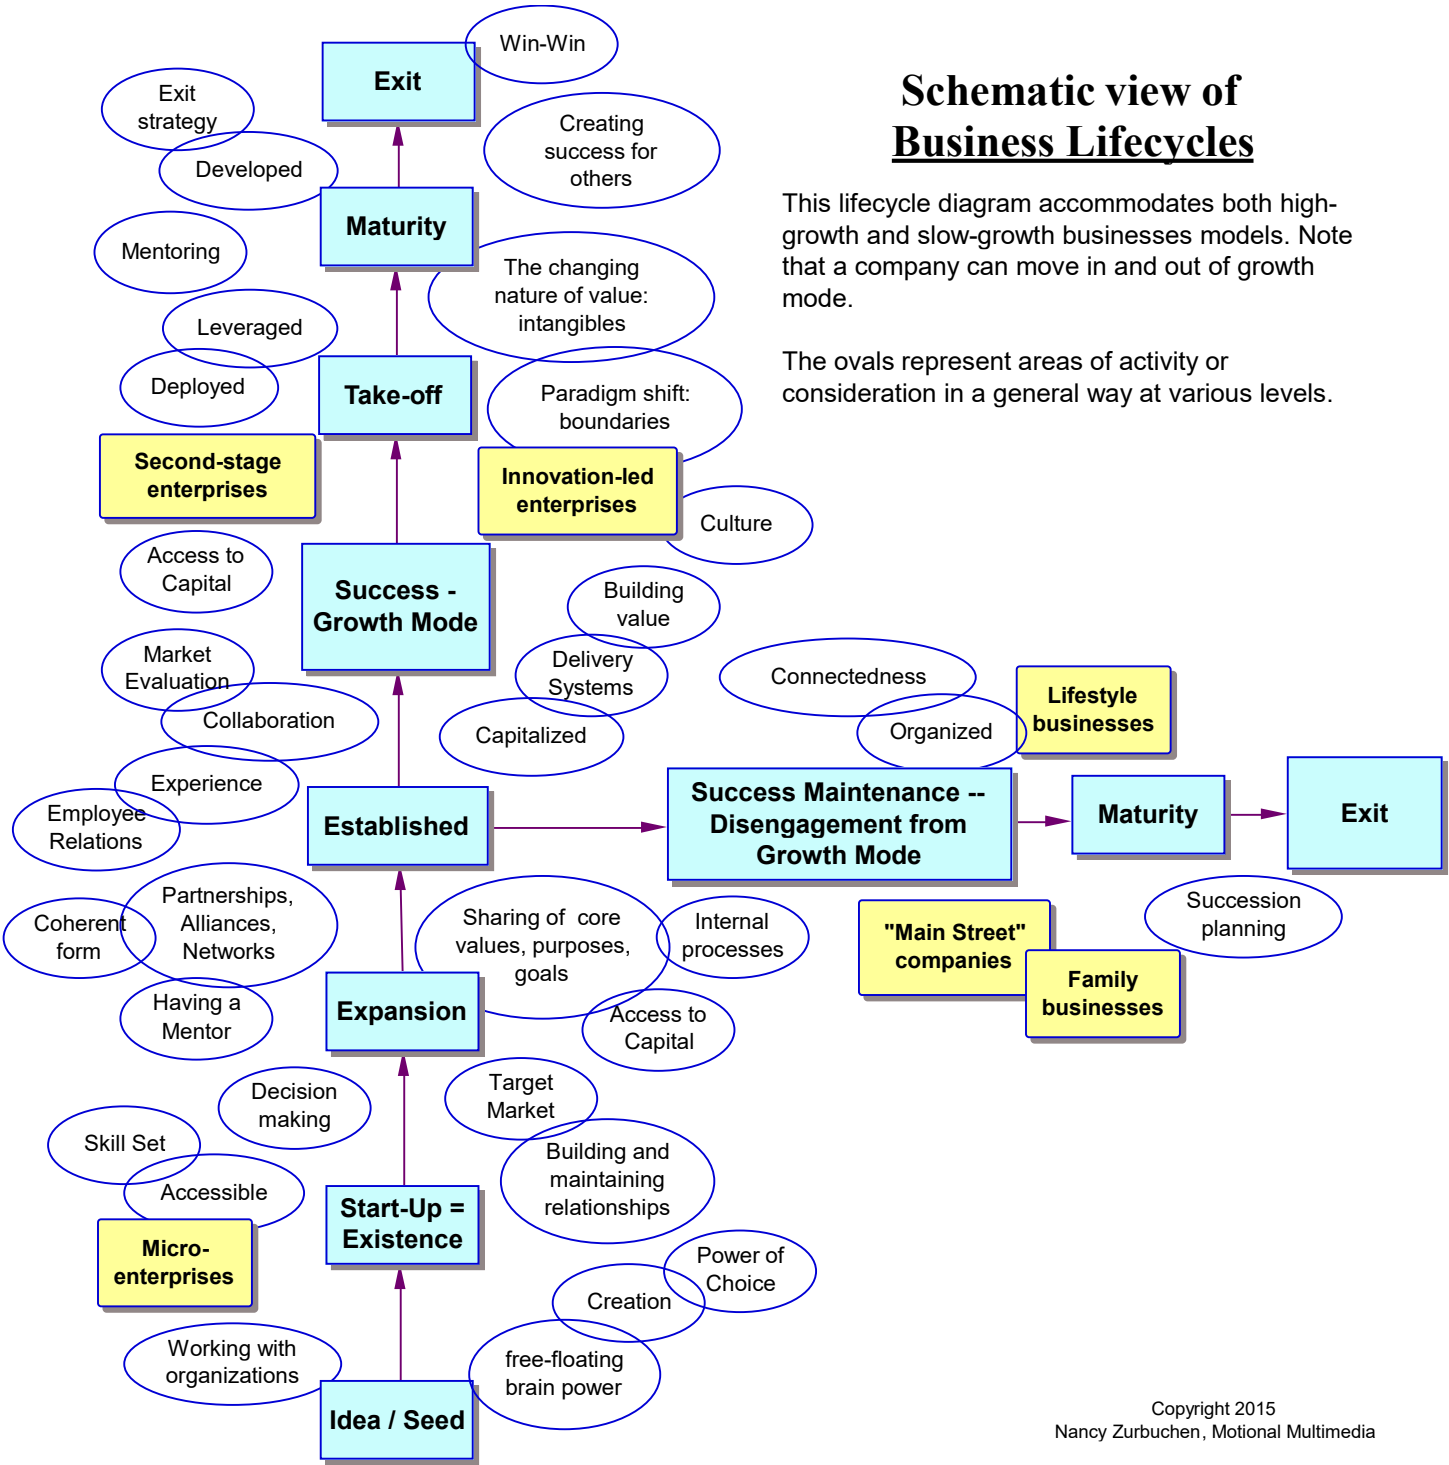 Schematic view of
Business Lifecycles
This lifecycle diagram accommodates both high-
growth and slow-growth businesses models. Note
that a company can move in and out of growth
mode.
The ovals represent areas of activity or
consideration in a general way at various levels.
Win-Win
Exit
Exit
strategy
Creating
success for
others
Developed
Maturity
Mentoring
The changing
nature of value:
intangibles
Leveraged
Deployed
Take-off
Paradigm shift:
boundaries
Second-stage
enterprises
Innovation-led
enterprises
Culture
Access to
Capital
Success -
Growth Mode
Building
value
Market
Evaluation
Delivery
Systems
Collaboration
Capitalized
Connectedness
Organized
Lifestyle
businesses
Experience
Employee
Relations
Established
Success Maintenance --
Disengagement from
Growth Mode
Maturity
Exit
Partnerships,
Alliances,
Networks
Coherent
form
Sharing of core
values, purposes,
goals
Internal
processes
"Main Street"
companies
Family
businesses
Succession
planning
Having a
Mentor
Expansion
Access to
Capital
Decision
making
Target
Market
Skill Set
Accessible
Building and
maintaining
relationships
Start-Up =
Existence
Micro-
enterprises
Power of
Choice
Creation
Working with
organizations
free-floating
brain power
Idea / Seed
Copyright 2015
Nancy Zurbuchen, Motional Multimedia